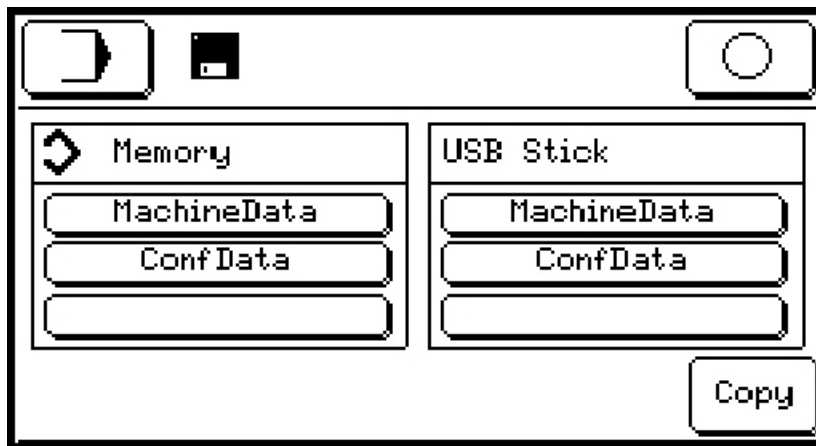 Memory
USB Stick
MachineData
MachineData
ConfData
ConfData
Copy